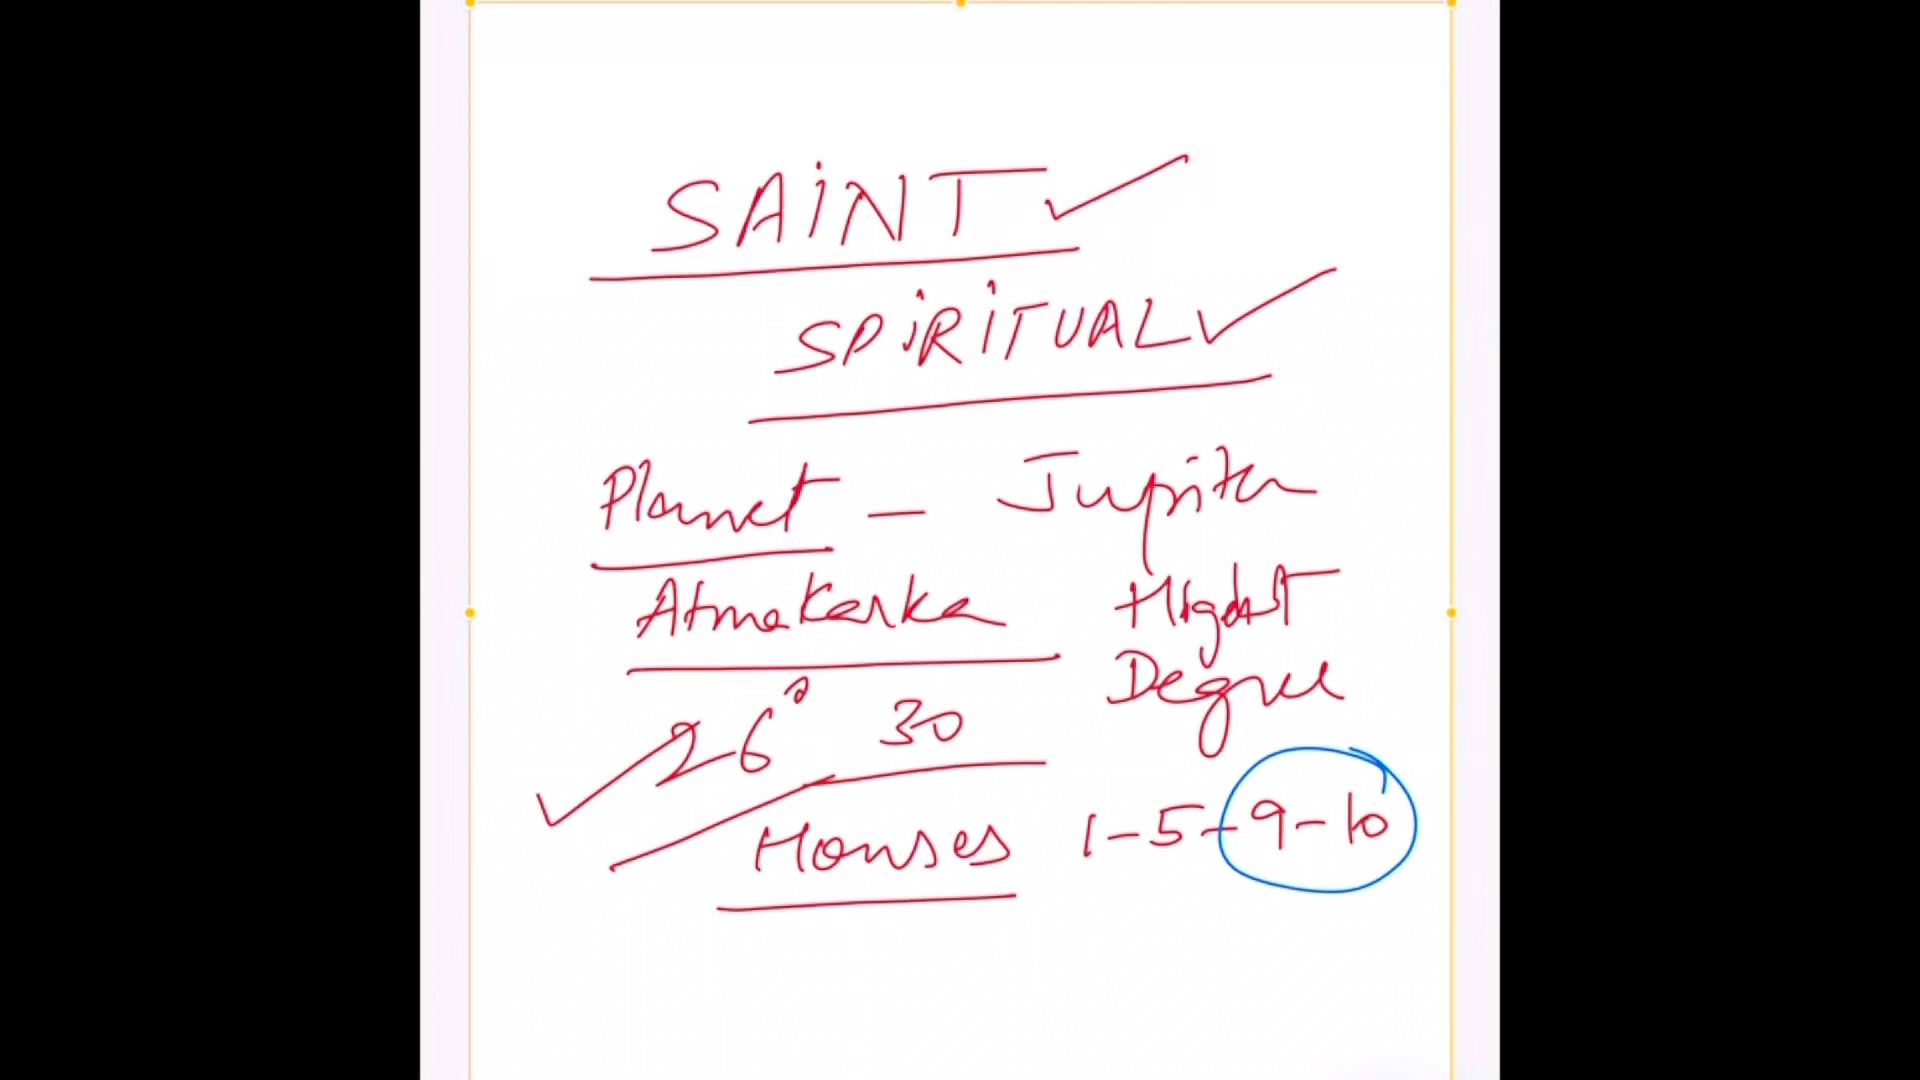 SAiNT
SPiRiTUAL
Planet - Jupiter
Atmakarka Highest
Degree
26° 30
Houses 1-5-9-10